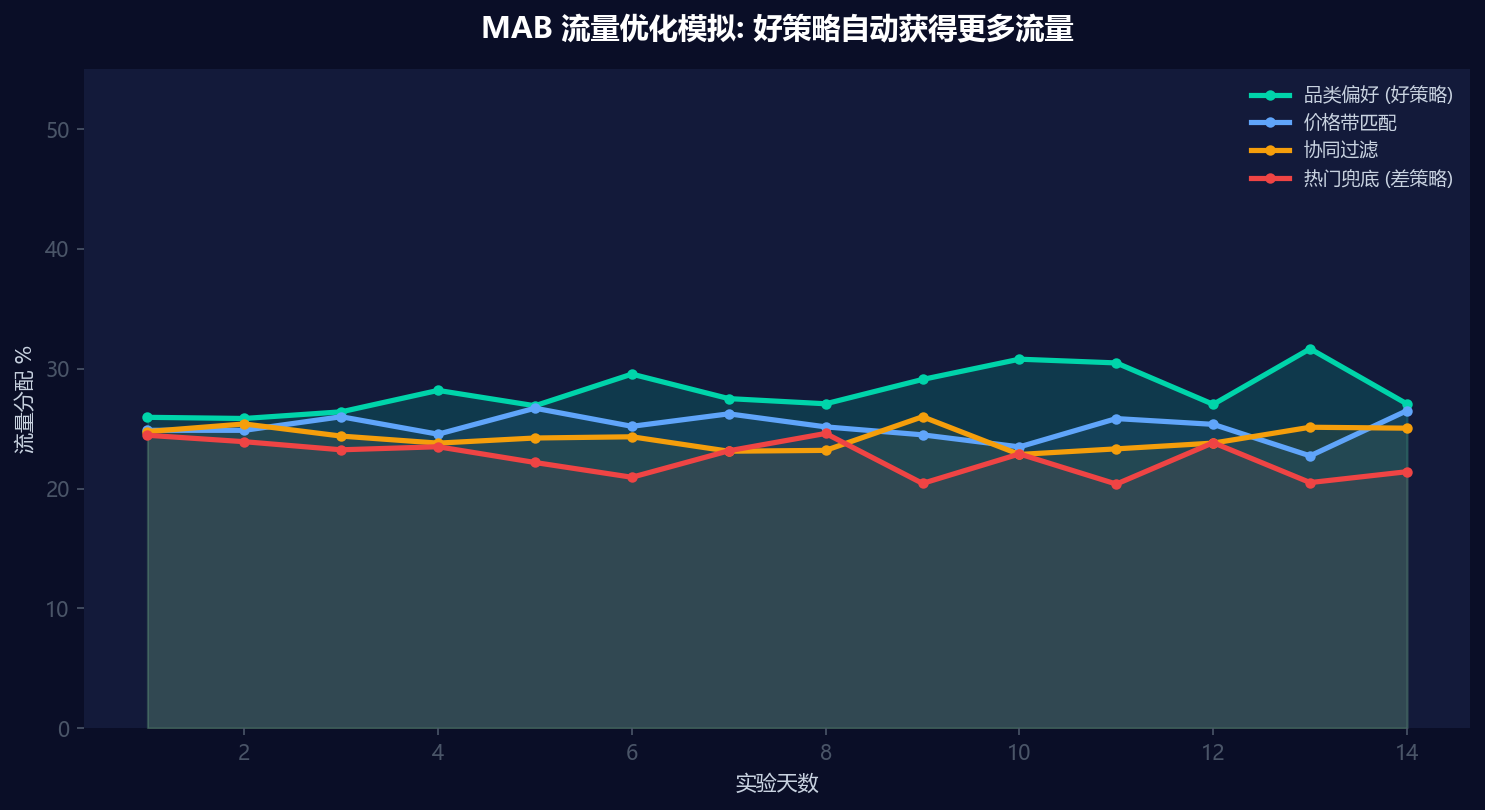 MAB 流量优化模拟: 好策略自动获得更多流量
品类偏好 (好策略)
价格带匹配
协同过滤
热门兜底 (差策略)
流量分配 %
50
40
30
20
10
0
2 4 6 8 10 12 14
实验天数